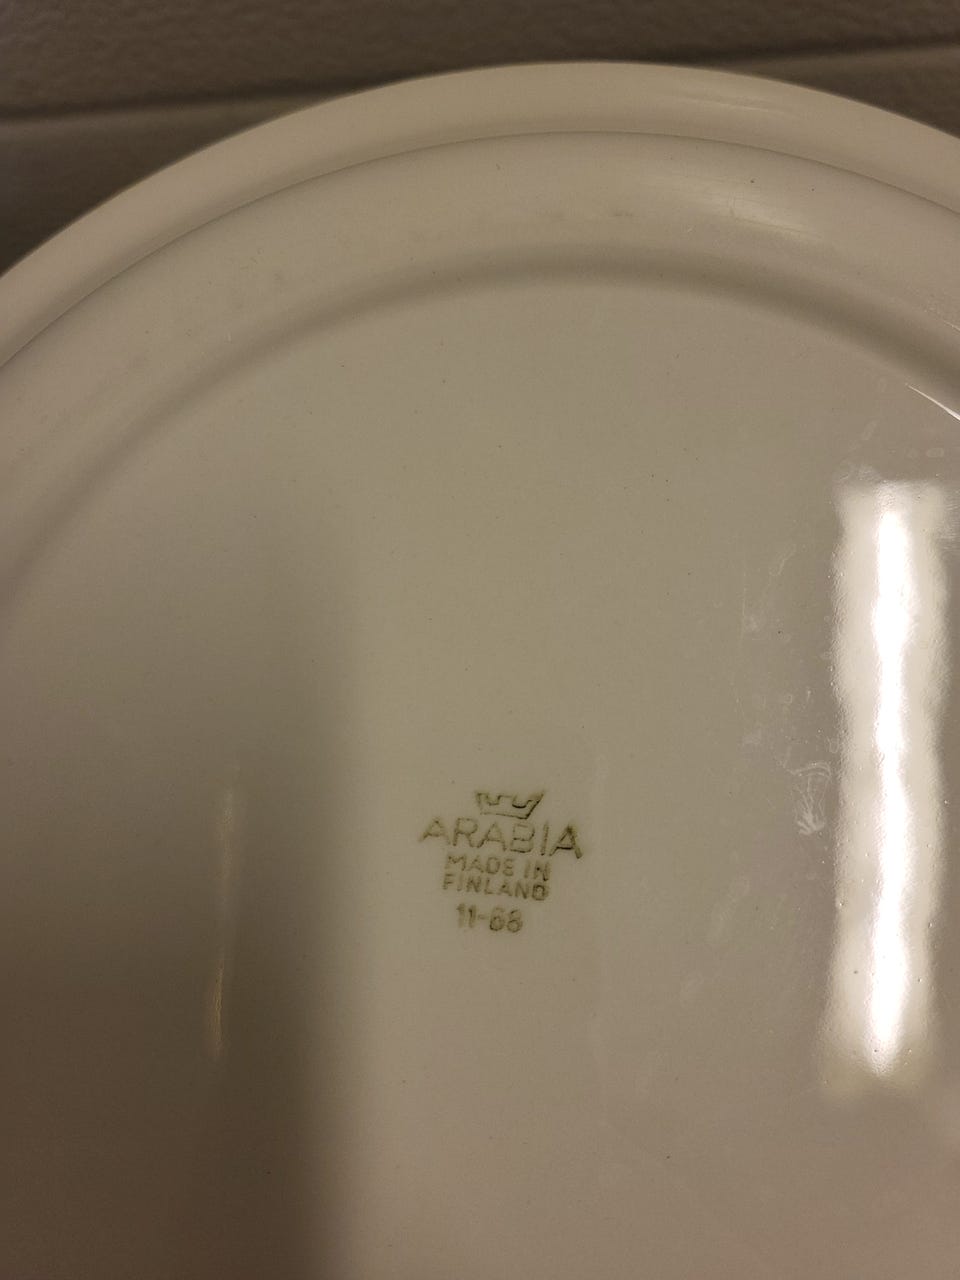 ARABIA
MADE IN
FINLAND
11-68